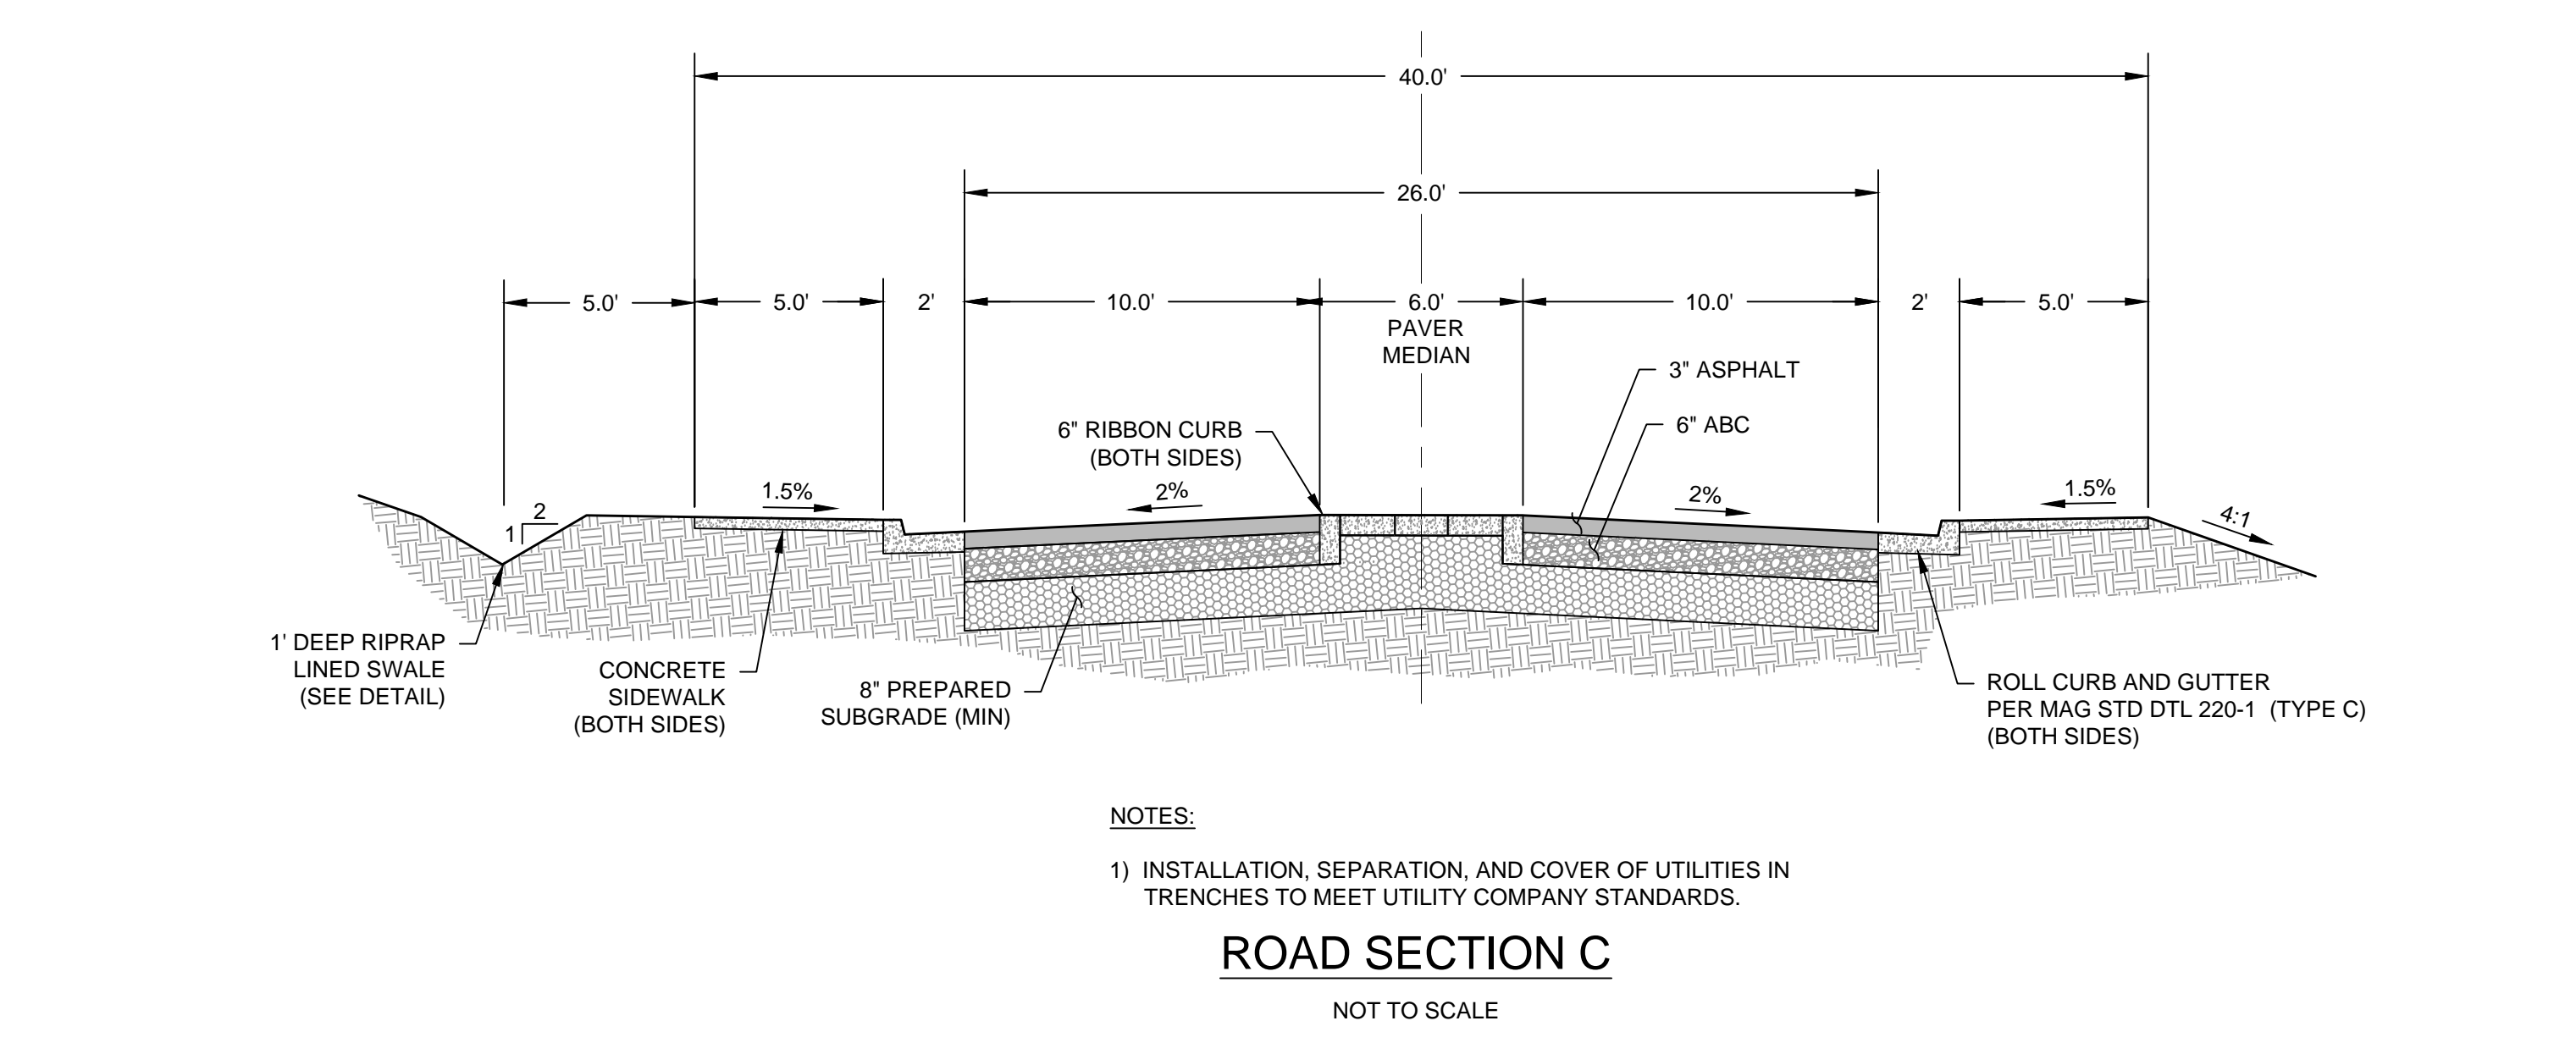 40.0'
26.0'
5.0' 5.0' 2' 10.0' 6.0' 10.0' 2' 5.0'
PAVER
MEDIAN
3" ASPHALT
6" ABC
6" RIBBON CURB
(BOTH SIDES)
1.5% 2% 2% 1.5%
2
1
4:1
1' DEEP RIPRAP
LINED SWALE
(SEE DETAIL)
CONCRETE
SIDEWALK
(BOTH SIDES)
8" PREPARED
SUBGRADE (MIN)
ROLL CURB AND GUTTER
PER MAG STD DTL 220-1 (TYPE C)
(BOTH SIDES)
NOTES:
1) INSTALLATION, SEPARATION, AND COVER OF UTILITIES IN
TRENCHES TO MEET UTILITY COMPANY STANDARDS.
ROAD SECTION C
NOT TO SCALE